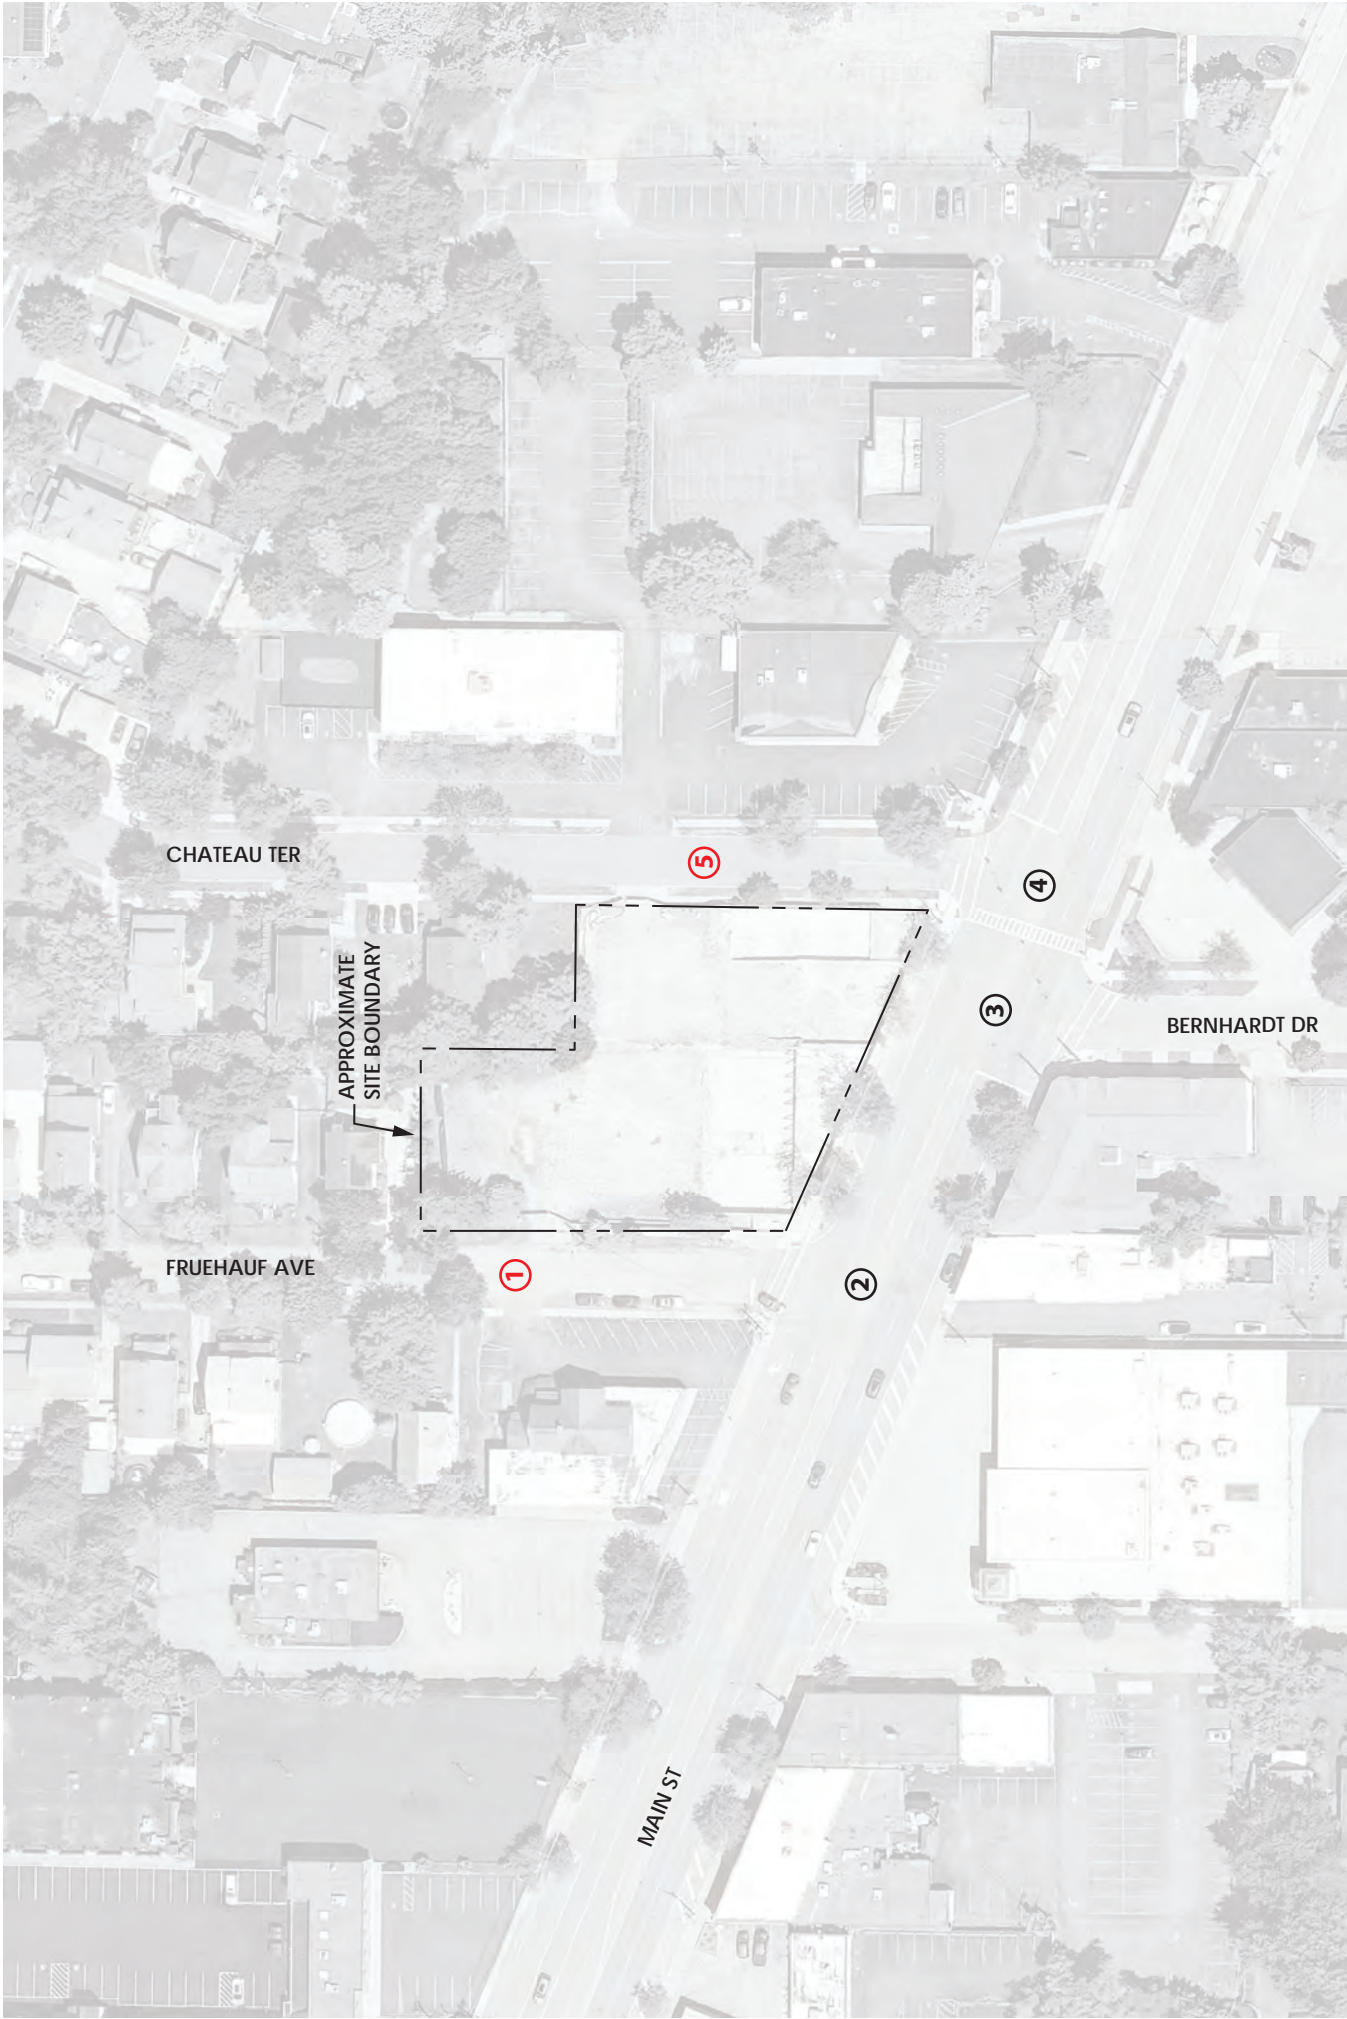 CHATEAU TER
5
4
APPROXIMATE
SITE BOUNDARY
3
BERNHARDT DR
FRUEHAUF AVE
1
2
MAIN ST